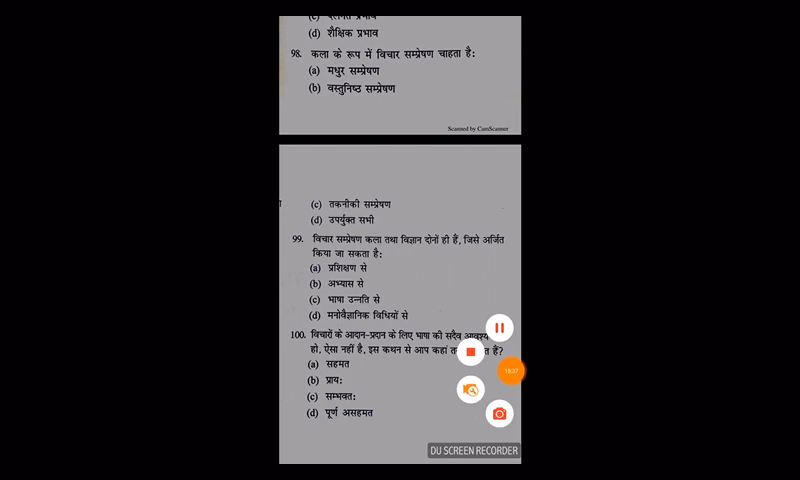 (d) शैक्षिक प्रभाव
98. कला के रूप में विचार सम्प्रेषण चाहता है:
(a) मधुर सम्प्रेषण
(b) वस्तुनिष्ठ सम्प्रेषण
Scanned by CamScanner
(c) तकनीकी सम्प्रेषण
(d) उपर्युक्त सभी
99. विचार सम्प्रेषण कला तथा विज्ञान दोनों ही हैं, जिसे अर्जित
किया जा सकता है:
(a) प्रशिक्षण से
(b) अभ्यास से
(c) भाषा उन्नति से
(d) मनोवैज्ञानिक विधियों से
100. विचारों के आदान-प्रदान के लिए भाषा की सदैव
हो, ऐसा नहीं है, इस कथन से आप कहां हैं?
(a) सहमत
(b) प्राय:
(c) सम्भवत:
(d) पूर्ण असहमत
DU SCREEN RECORDER